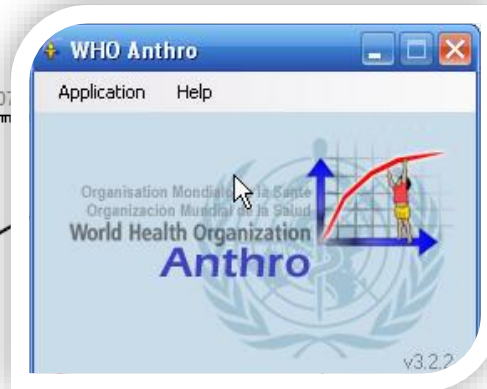 WHO Anthro
Application Help
Organisation Mondiale de la Santé
Organización Mundial de la Salud
World Health Organization
Anthro
v3.2.2
07